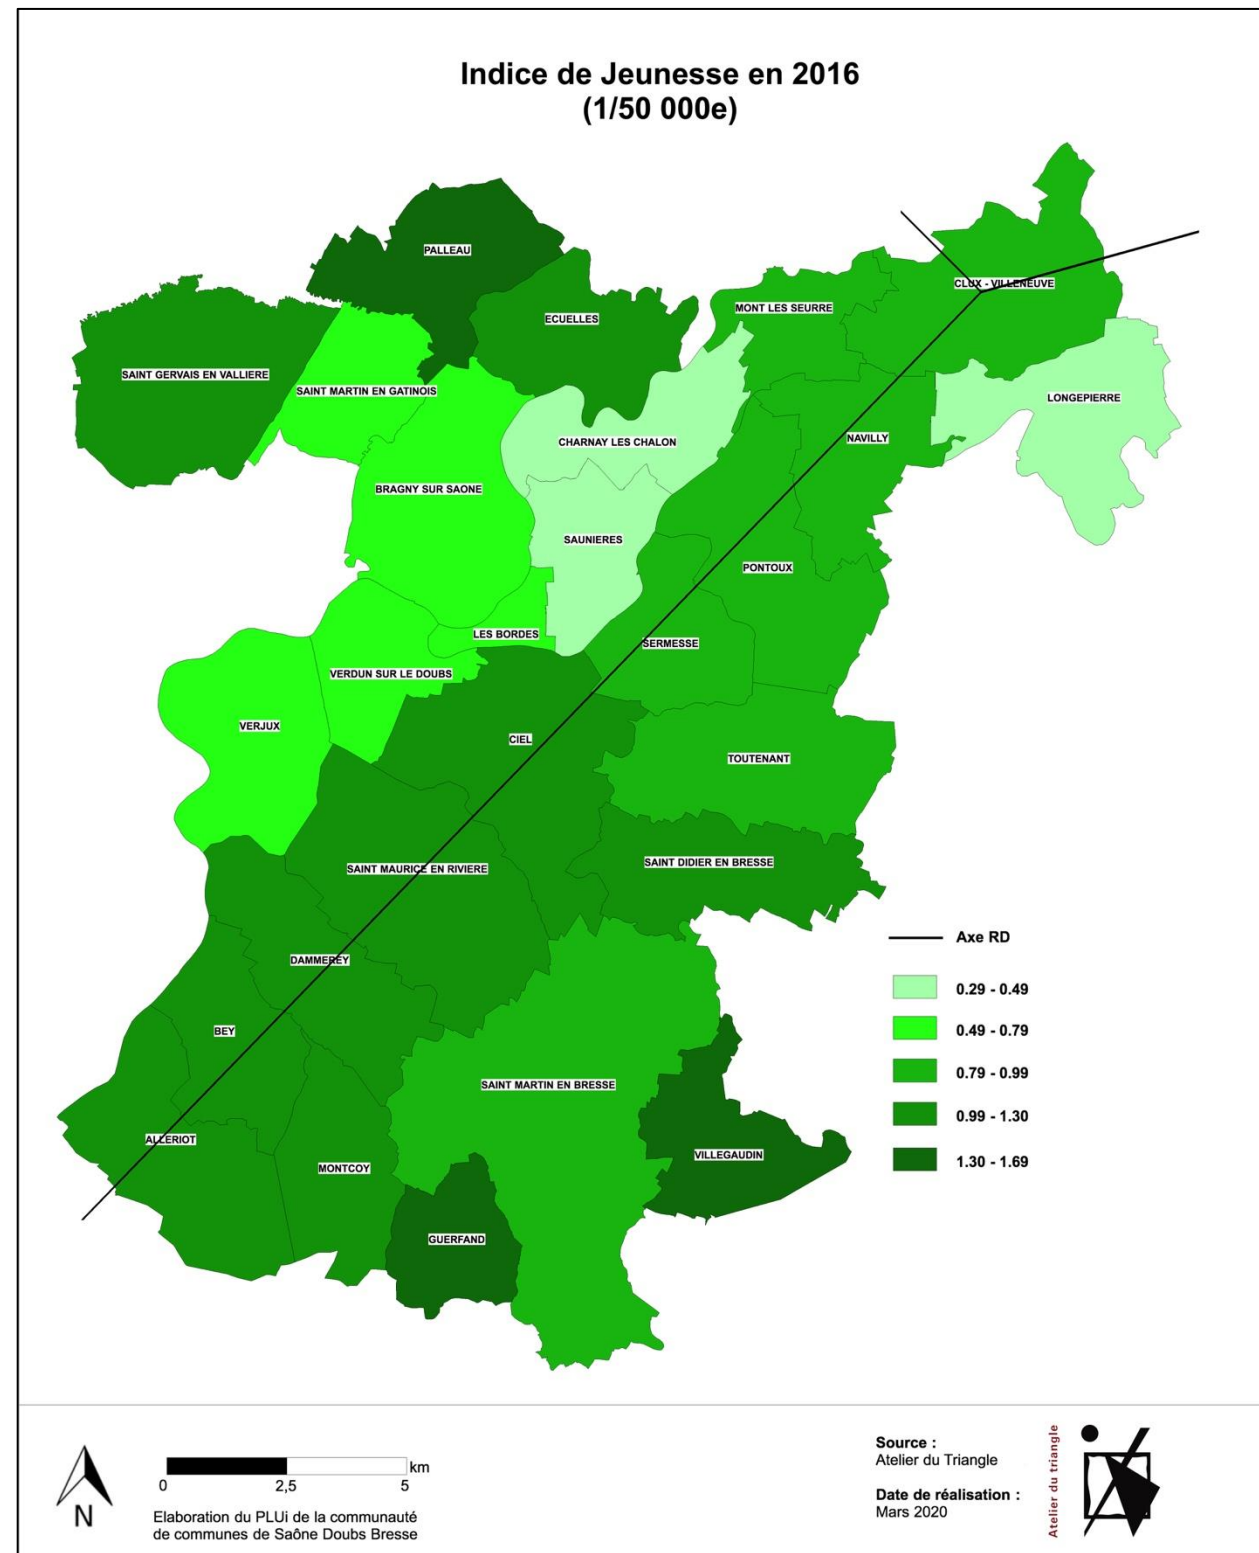 Indice de Jeunesse en 2016
(1/50 000e)
PALLEAU
CLUX - VILLENEUVE
MONT LES SEURRE
ECUELLES
SAINT GERVAIS EN VALLIERE
SAINT MARTIN EN GATINOIS
LONGEPIERRE
CHARNAY LES CHALON
NAVILLY
BRAGNY SUR SAONE
SAUNIERES
PONTOUX
LES BORDES
SERMESSE
VERDUN SUR LE DOUBS
VERJUX
CIEL
TOUTENANT
SAINT MAURICE EN RIVIERE
SAINT DIDIER EN BRESSE
DAMMEREY
BEY
SAINT MARTIN EN BRESSE
ALLERIOT
MONTCOY
VILLEGAUDIN
GUERFAND
Axe RD
0.29 - 0.49
0.49 - 0.79
0.79 - 0.99
0.99 - 1.30
1.30 - 1.69
N
km
0 2,5 5
Elaboration du PLUi de la communauté
de communes de Saône Doubs Bresse
Source :
Atelier du Triangle
Date de réalisation :
Mars 2020
Atelier du triangle